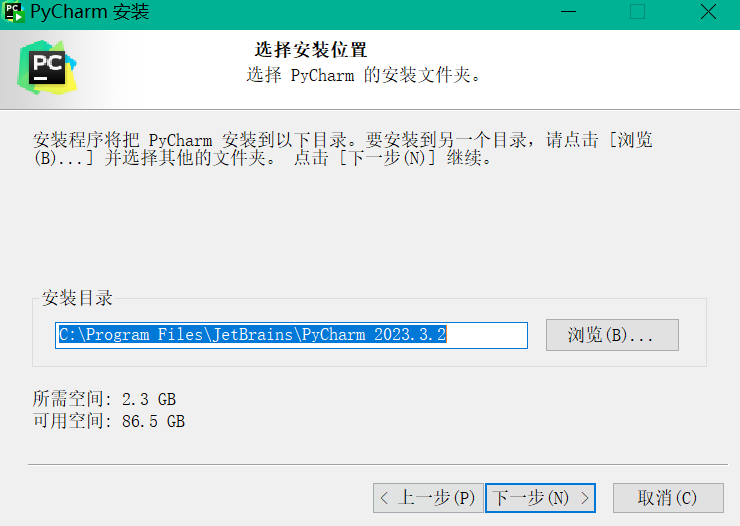 PyCharm 安装
PC
选择安装位置
选择 PyCharm 的安装文件夹。
安装程序将把 PyCharm 安装到以下目录。要安装到另一个目录，请点击 [浏览
(B)...] 并选择其他的文件夹。 点击 [下一步(N)] 继续。
安装目录
C:\Program Files\JetBrains\PyCharm 2023.3.2
浏览(B)...
所需空间: 2.3 GB
可用空间: 86.5 GB
< 上一步(P) 下一步(N) > 取消(C)